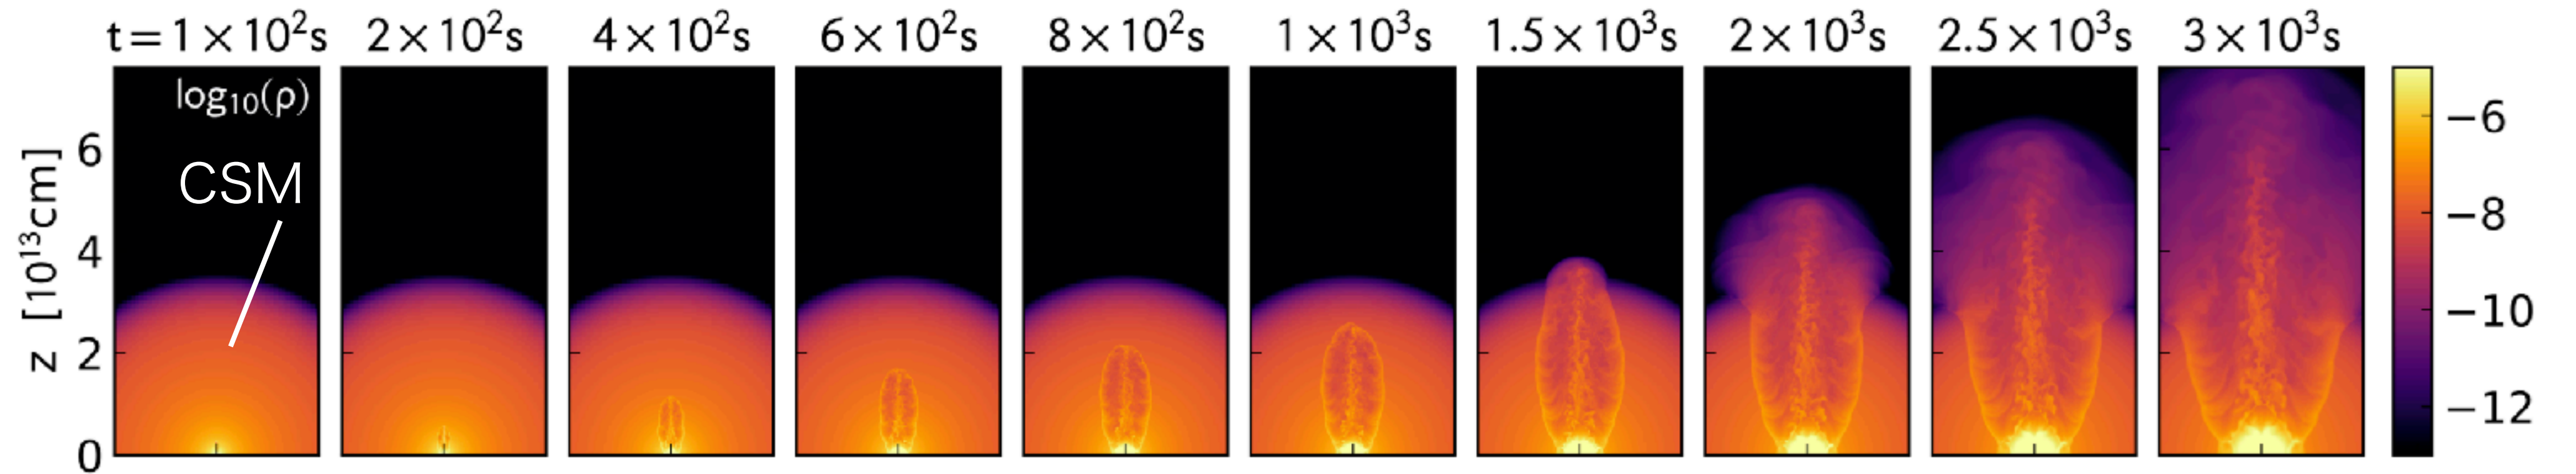 t = 1 × 10²s 2 × 10²s 4 × 10²s 6 × 10²s 8 × 10²s 1 × 10³s 1.5 × 10³s 2 × 10³s 2.5 × 10³s 3 × 10³s
log₁₀(ρ)
CSM
z [10¹³cm]
6
4
2
0
−6
−8
−10
−12